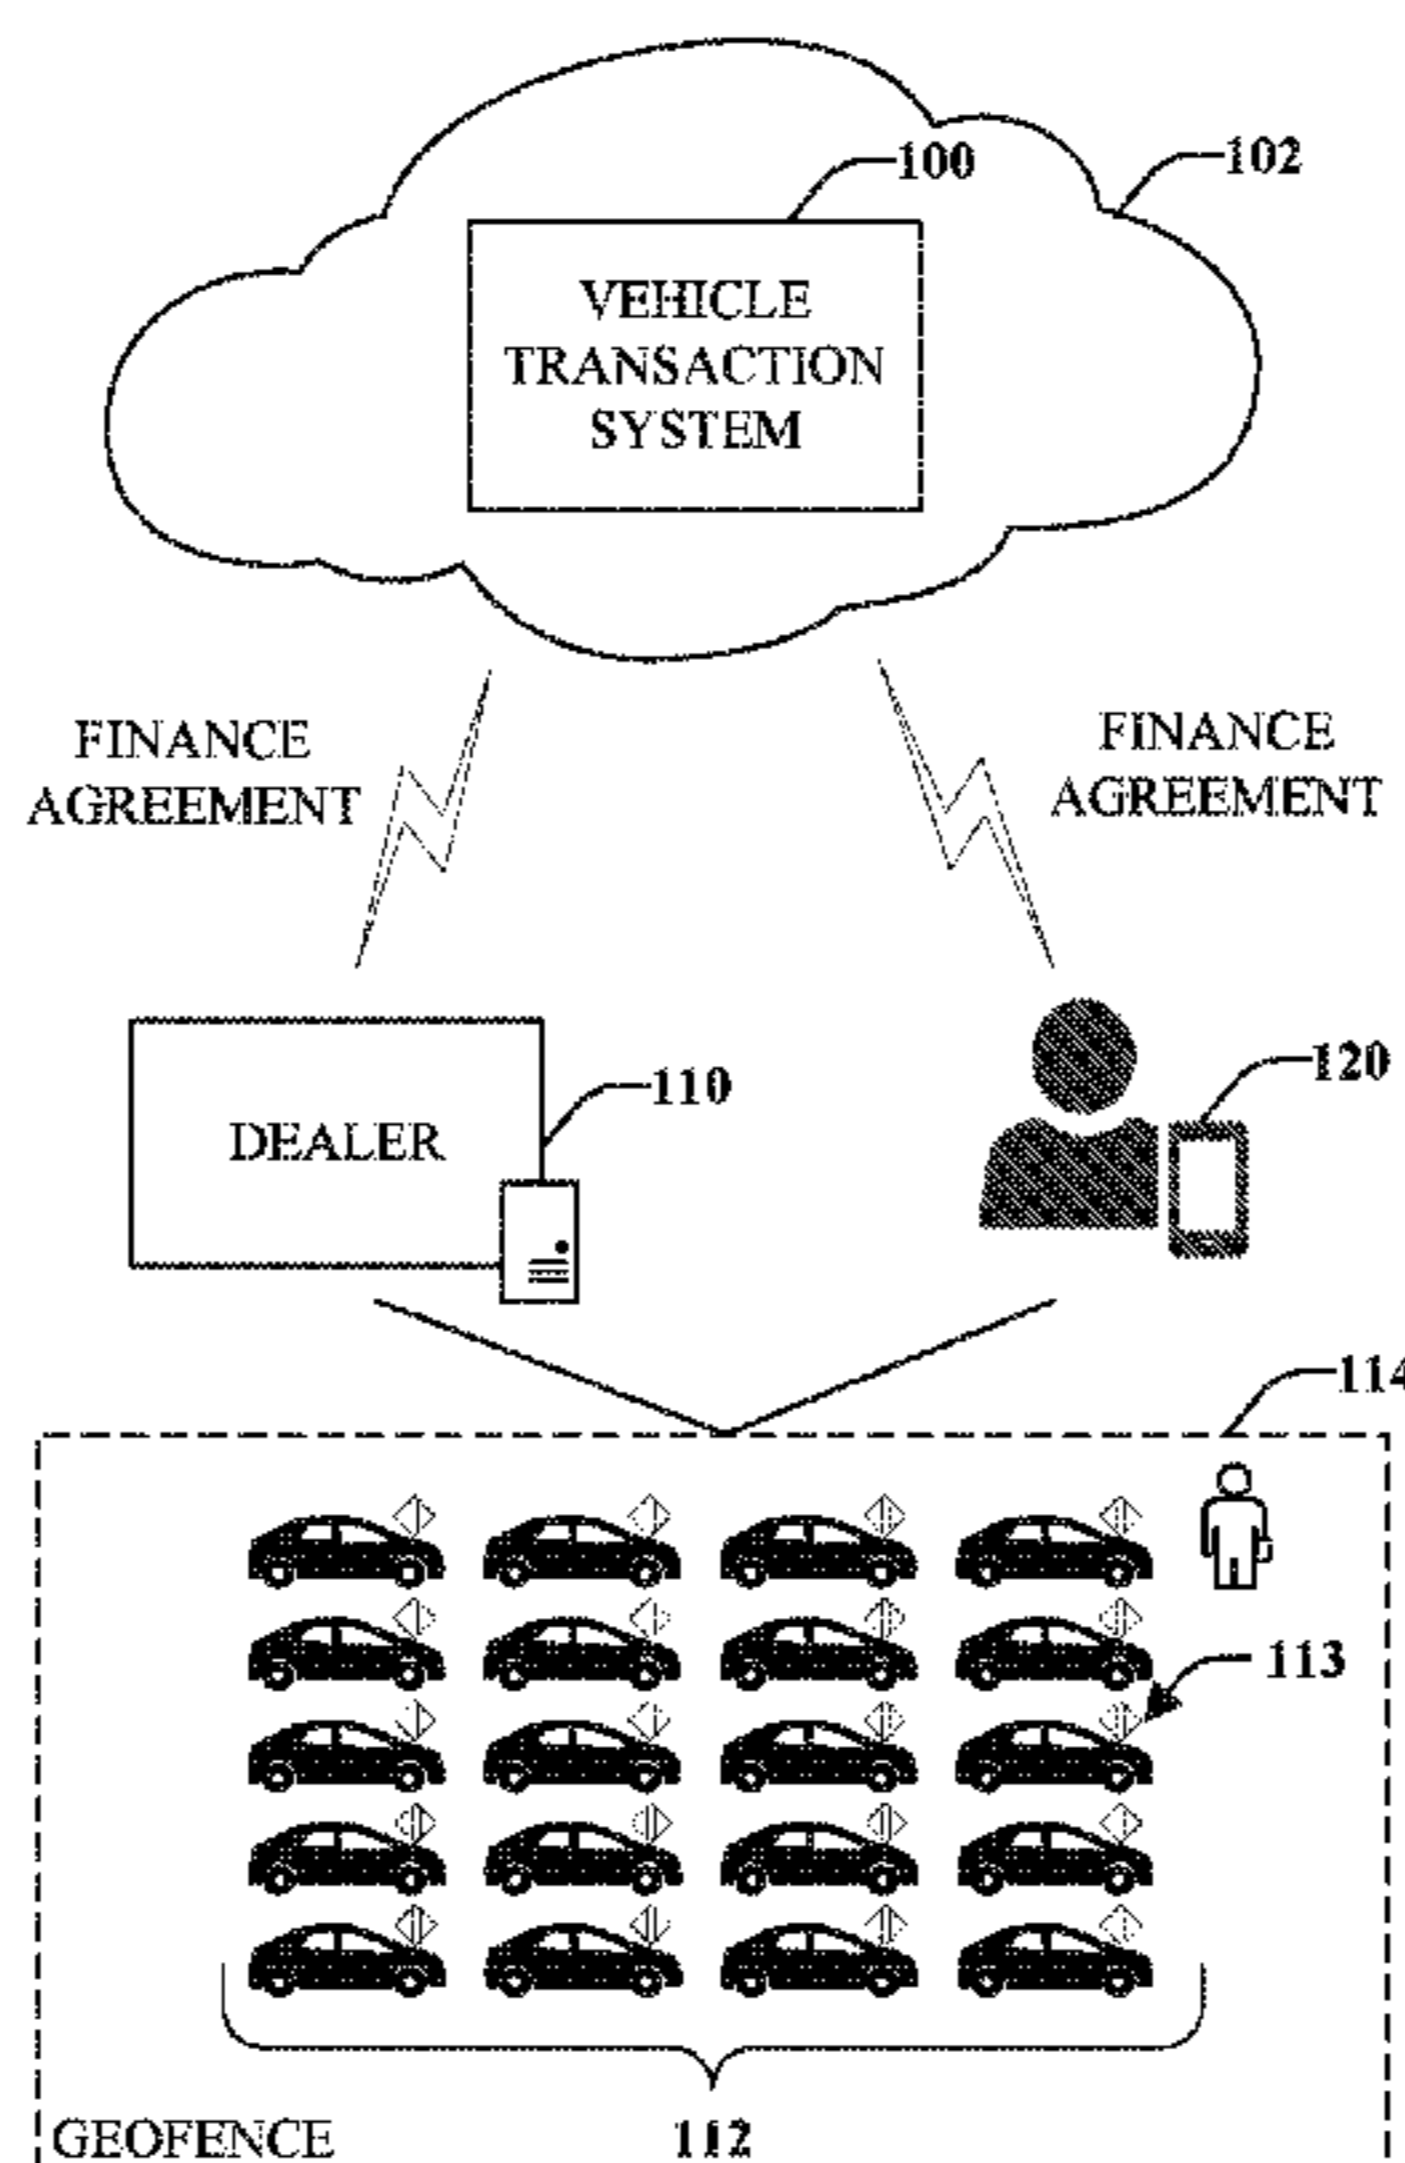 100
102
VEHICLE
TRANSACTION
SYSTEM
FINANCE
AGREEMENT
FINANCE
AGREEMENT
110
120
DEALER
114
113
112
GEOFENCE